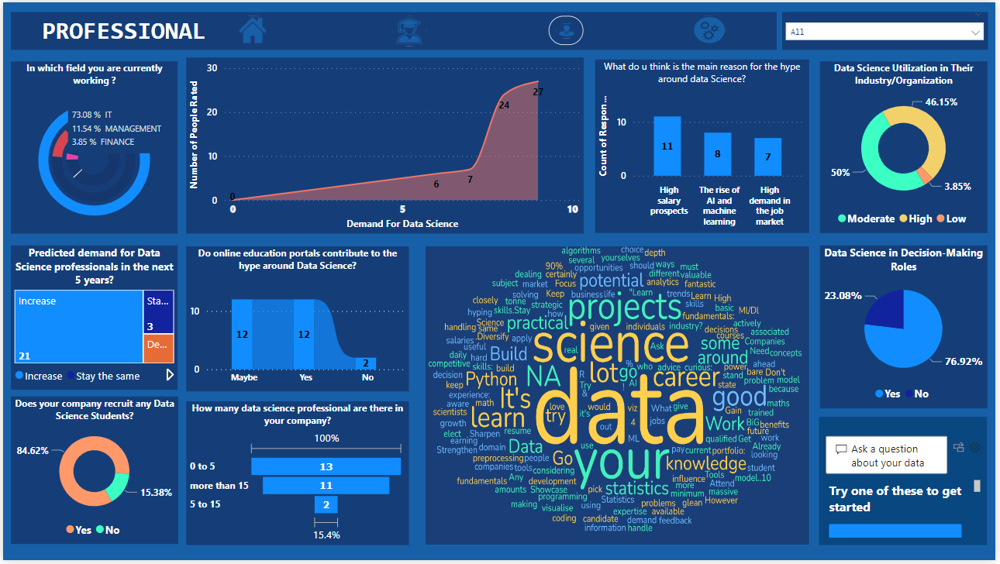 PROFESSIONAL
All
In which field you are currently
working ?
73.08 % IT
11.54 % MANAGEMENT
3.85 % FINANCE
Number of People Rated
30
20
10
0
0
6
7
24
27
0
5
10
Demand For Data Science
What do u think is the main reason for the hype
around data Science?
Count of Respon...
10
0
11
8
7
High
salary
prospects
The rise of
AI and
machine
learning
High
demand in
the job
market
Data Science Utilization in Their
Industry/Organization
46.15%
50%
3.85%
Moderate High Low
Predicted demand for Data
Science professionals in the next
5 years?
Increase
21
Sta...
3
De...
Increase Stay the same
Do online education portals contribute to the
hype around Data Science?
10
0
12
12
2
Maybe
Yes
No
algorithms choice depth
several yourselves
90% opportunities should ways must
dealing certainly potential different valuable
subject market Focus analytics fantastic
solving Keep business life "Learn trends Learn High
closely tonne strategic projects skills basic Ml/Dl
hyping skills.Stay how fundamentals:
Science practical given individuals industry? actively
handling same decisions associated
salaries Diversify apply science Ask some courses Companies
useful real Need concepts
daily hard Build around
competitive skills: build % who advice curious: power ahead
decision NA R lot go career bare Don't
keep Python Try ! AI state stand problem model
experience: & because
aware math It's love data would viz What give good maths
scientists try it's 4 jobs Gain trained
growth learn out Work BiG benefits
elect Sharpen resume ML future
earning domain Data use pay current qualified Get work
Strengthen your portfolio: Already
preprocessing people Go knowledge looking
companies tools considering student
fundamentals Any development influence Tools model..10
amounts Showcase pick statistics more Attend
programming Statistics minimum massive
making visualise using problems glean However
expertise available
coding candidate demand feedback
information handle
Data Science in Decision-Making
Roles
23.08%
76.92%
Yes No
Does your company recruit any Data
Science Students?
84.62%
15.38%
Yes No
How many data science professional are there in
your company?
100%
0 to 5 13
more than 15 11
5 to 15 2
15.4%
Ask a question
about your data
Try one of these to get
started